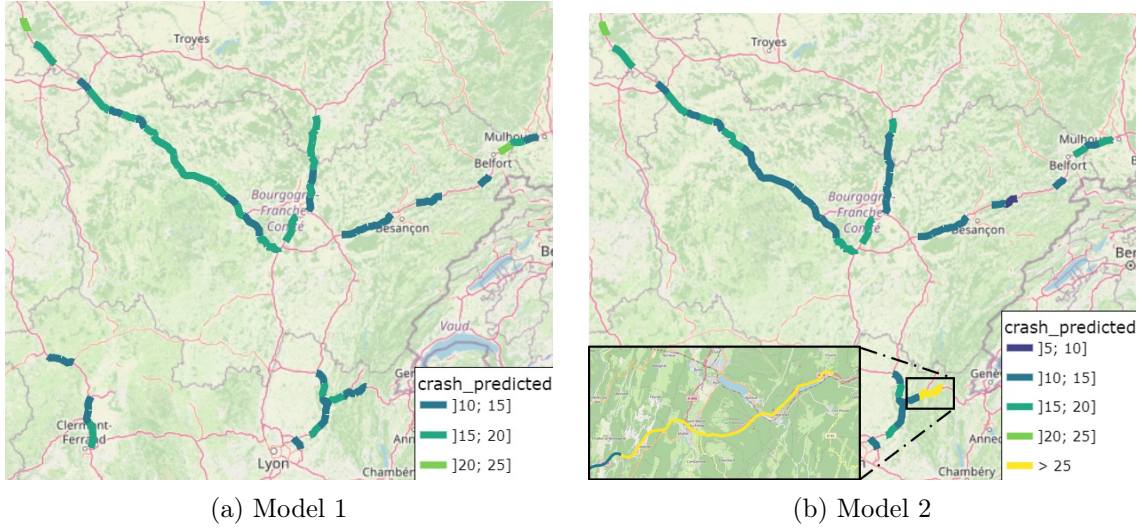 Troyes
Mulhou
Belfort
Bourgogn
Franche
Comté
Besançon
Vaud
Clermont-
Ferrand
Lyon
Ann
Chambéry
crash_predicted
]10; 15]
]15; 20]
]20; 25]
(a) Model 1
Troyes
Mulhou
B
Belfort
Bourgogn
Franche
Comté
Besançon
Ber
Genè
Annec
Chambéry
crash_predicted
]5; 10]
]10; 15]
]15; 20]
]20; 25]
> 25
(b) Model 2